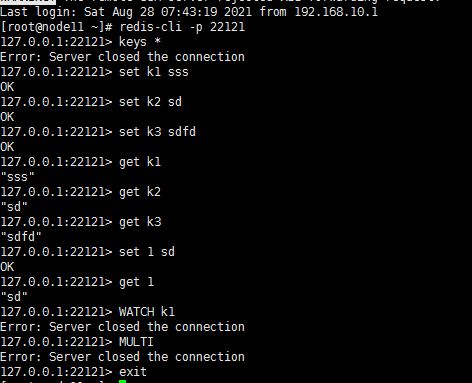 Last login: Sat Aug 28 07:43:19 2021 from 192.168.10.1
[root@node11 ~]# redis-cli -p 22121
127.0.0.1:22121> keys *
Error: Server closed the connection
127.0.0.1:22121> set k1 sss
OK
127.0.0.1:22121> set k2 sd
OK
127.0.0.1:22121> set k3 sdfd
OK
127.0.0.1:22121> get k1
"sss"
127.0.0.1:22121> get k2
"sd"
127.0.0.1:22121> get k3
"sdfd"
127.0.0.1:22121> set 1 sd
OK
127.0.0.1:22121> get 1
"sd"
127.0.0.1:22121> WATCH k1
Error: Server closed the connection
127.0.0.1:22121> MULTI
Error: Server closed the connection
127.0.0.1:22121> exit